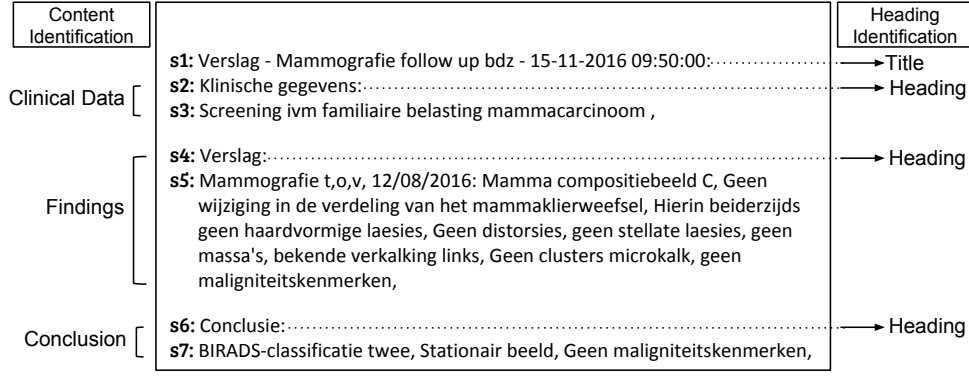 Content
Identification
Heading
Identification
s1: Verslag - Mammografie follow up bdz - 15-11-2016 09:50:00:
Title
s2: Klinische gegevens:
Heading
Clinical Data
s3: Screening ivm familiaire belasting mammacarcinoom ,
s4: Verslag:
Heading
s5: Mammografie t,o,v, 12/08/2016: Mamma compositiebeeld C, Geen
wijziging in de verdeling van het mammaklierweefsel, Hierin beiderzijds
Findings
geen haardvormige laesies, Geen distorsies, geen stellate laesies, geen
massa's, bekende verkalking links, Geen clusters microkalk, geen
maligniteitskenmerken,
s6: Conclusie:
Heading
Conclusion
s7: BIRADS-classificatie twee, Stationair beeld, Geen maligniteitskenmerken,